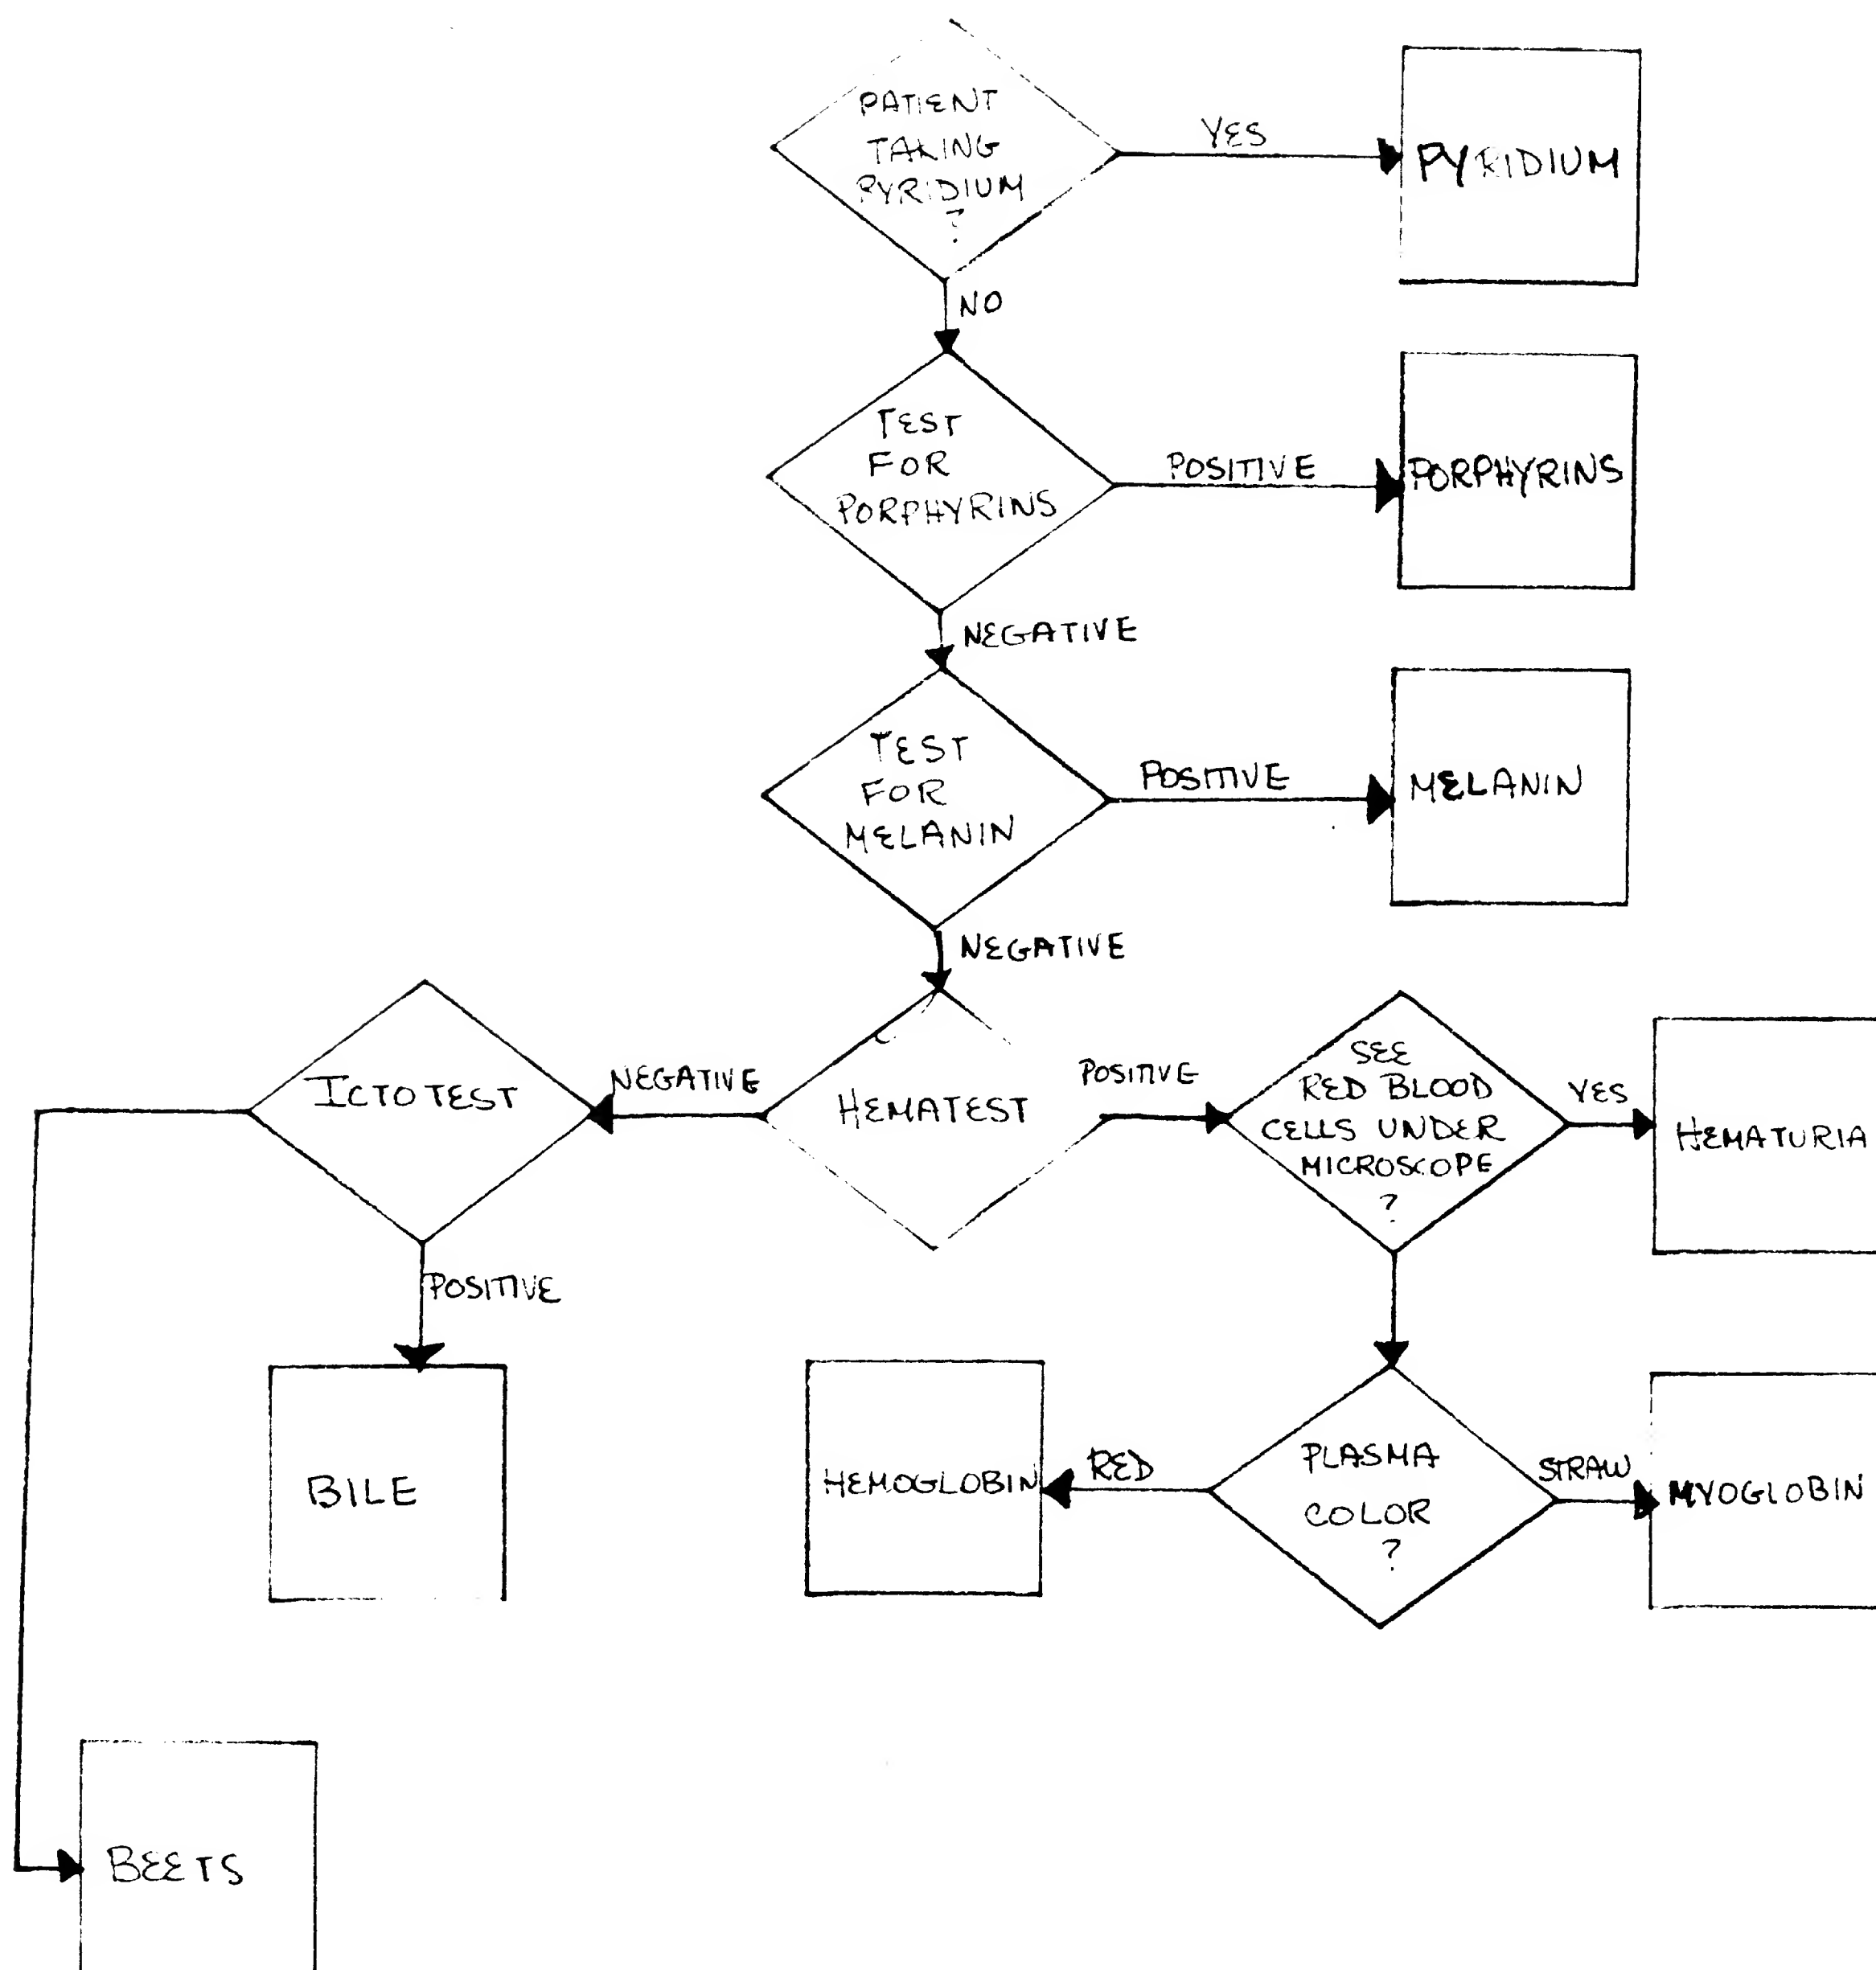 PATIENT
TAKING
PYRIDIUM
?
YES
PYRIDIUM
NO
TEST
FOR
PORPHYRINS
POSITIVE
PORPHYRINS
NEGATIVE
TEST
FOR
MELANIN
POSITIVE
MELANIN
NEGATIVE
ICTOTEST
NEGATIVE
HEMATEST
POSITIVE
SEE
RED BLOOD
CELLS UNDER
MICROSCOPE
?
YES
HEMATURIA
POSITIVE
BILE
HEMOGLOBIN
RED
PLASMA
COLOR
?
STRAW
MYOGLOBIN
BEETS